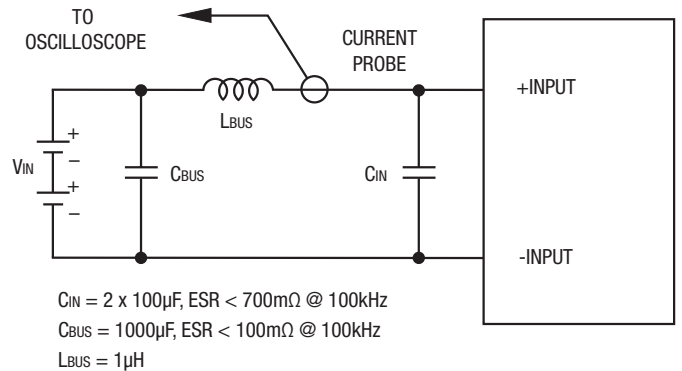 TO
OSCILLOSCOPE
CURRENT
PROBE
+INPUT
LBUS
+
−
VIN
+
−
CBUS
CIN
-INPUT
CIN = 2 x 100μF, ESR < 700mΩ @ 100kHz
CBUS = 1000μF, ESR < 100mΩ @ 100kHz
LBUS = 1μH